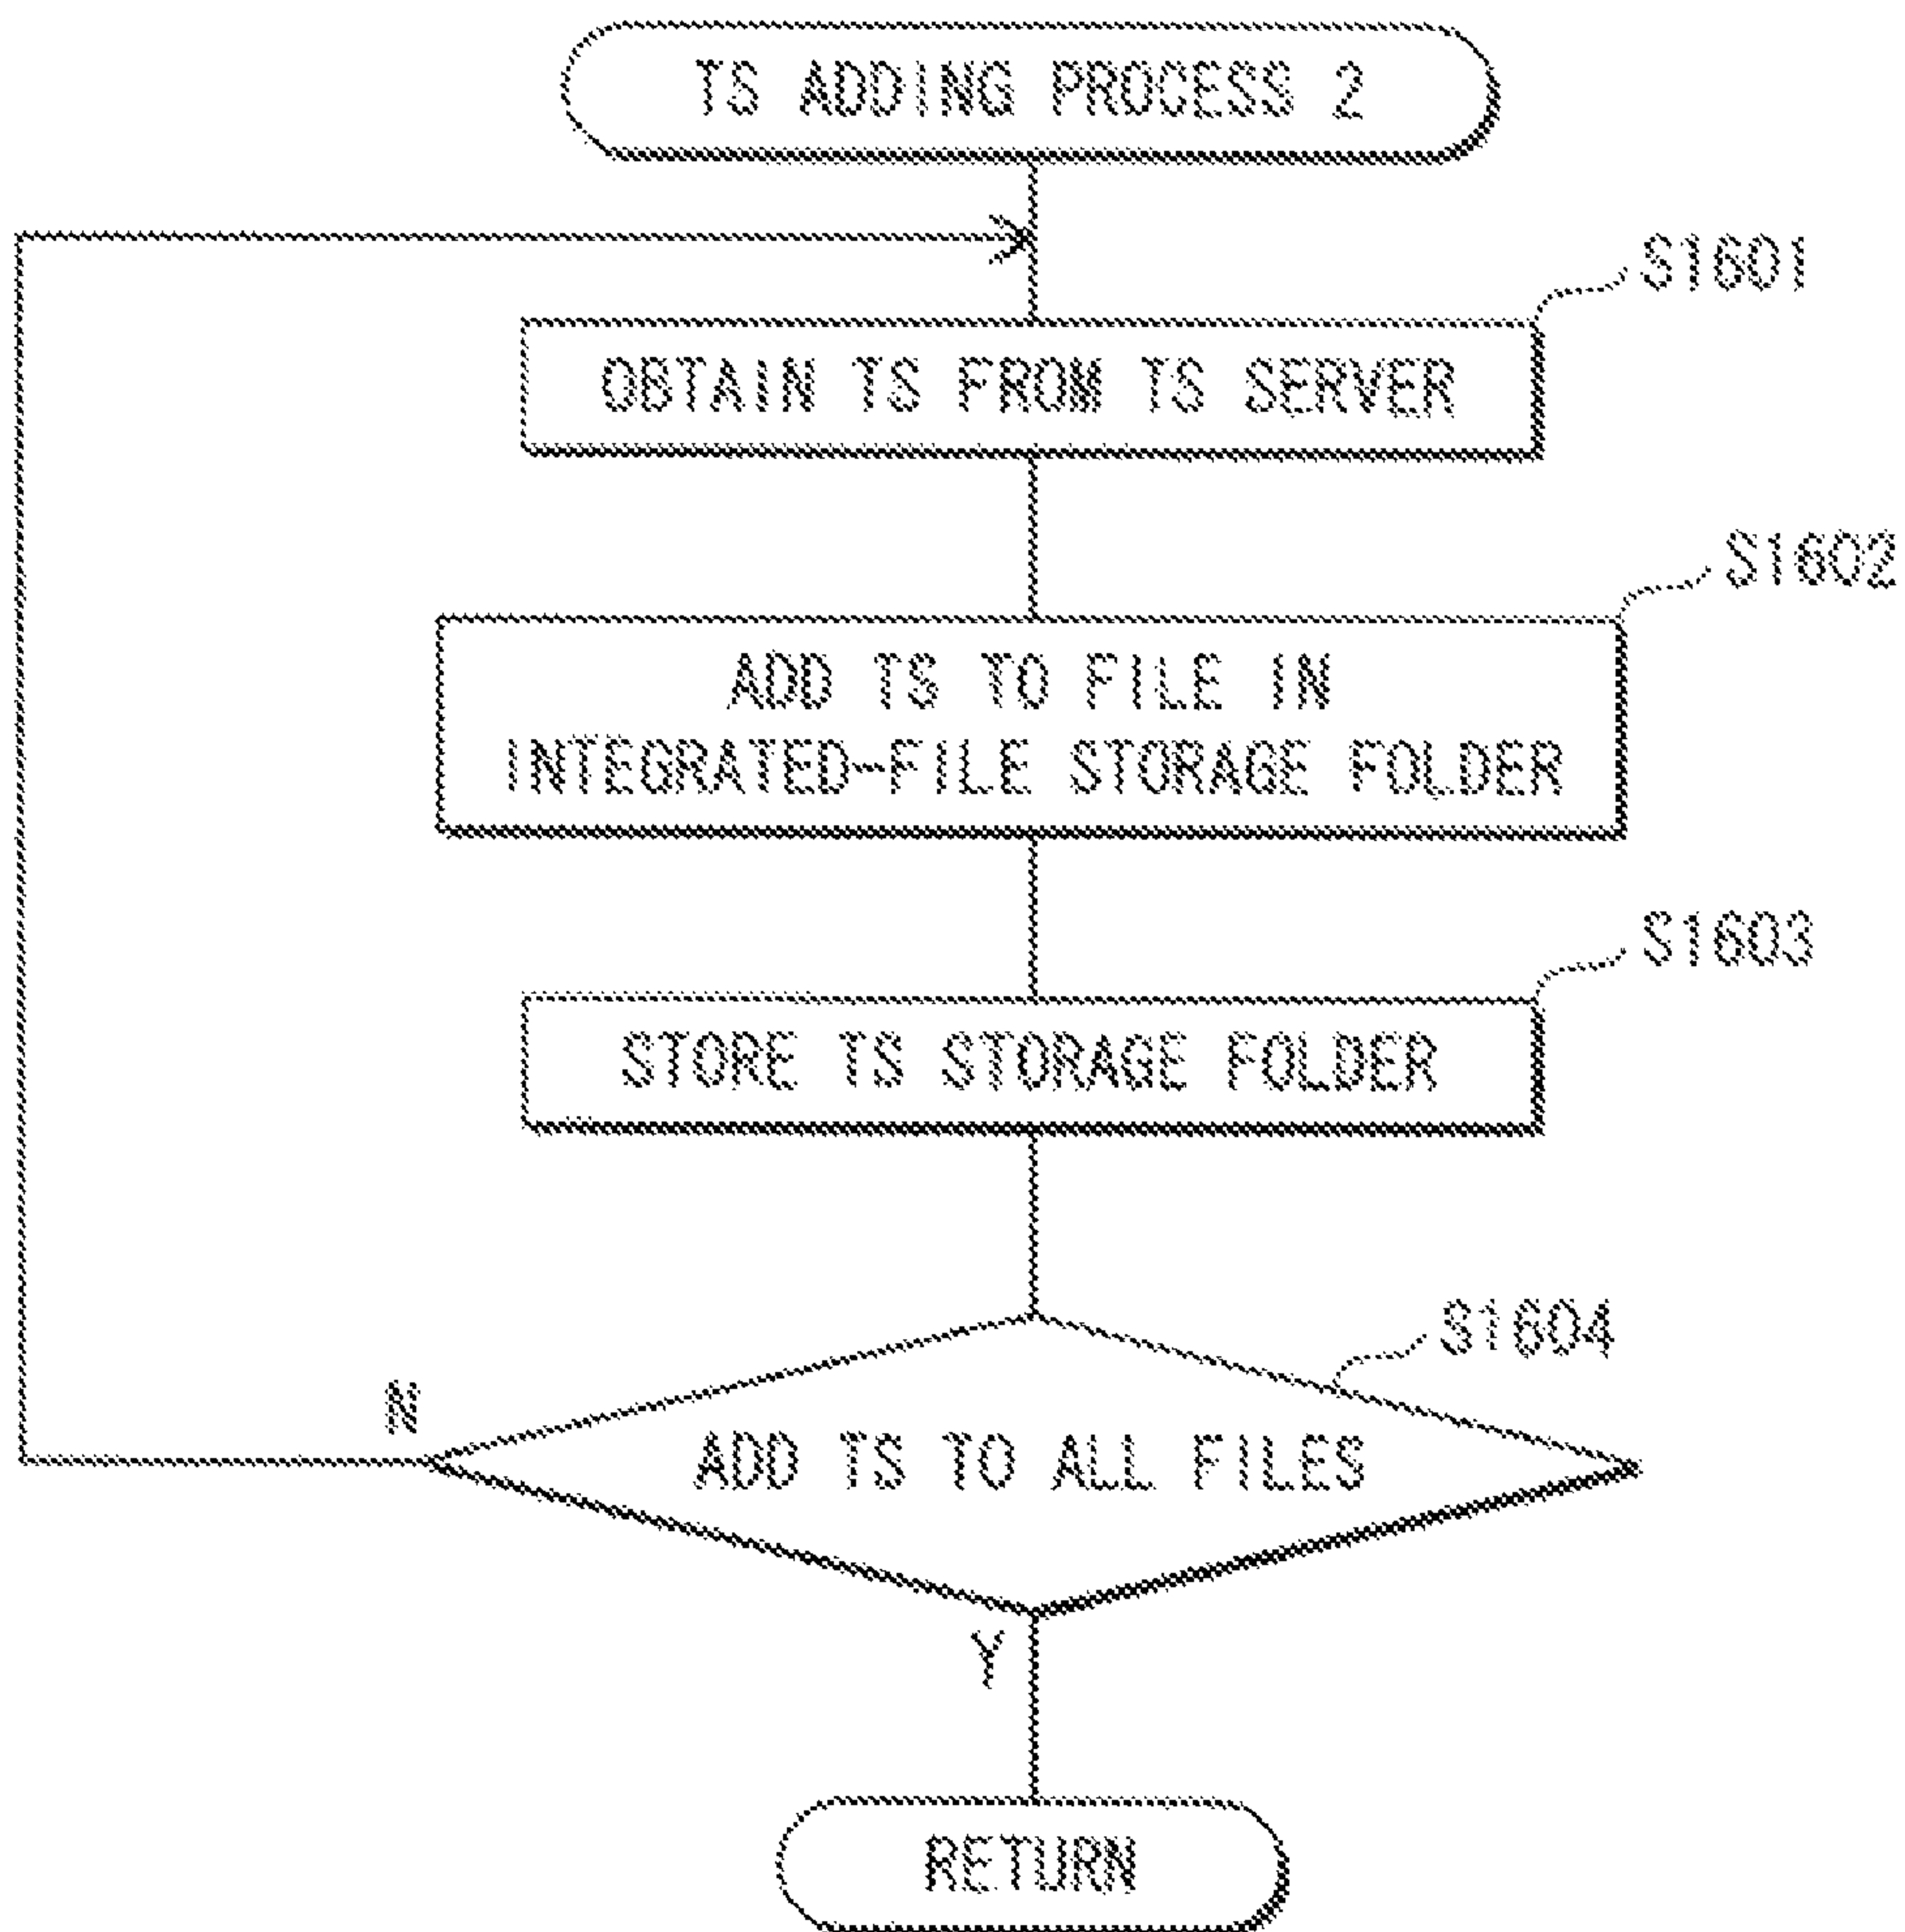 TS ADDING PROCESS 2
S1601
OBTAIN TS FROM TS SERVER
S1602
ADD TS TO FILE IN
INTEGRATED-FILE STORAGE FOLDER
S1603
STORE TS STORAGE FOLDER
S1604
N
ADD TS TO ALL FILES
Y
RETURN